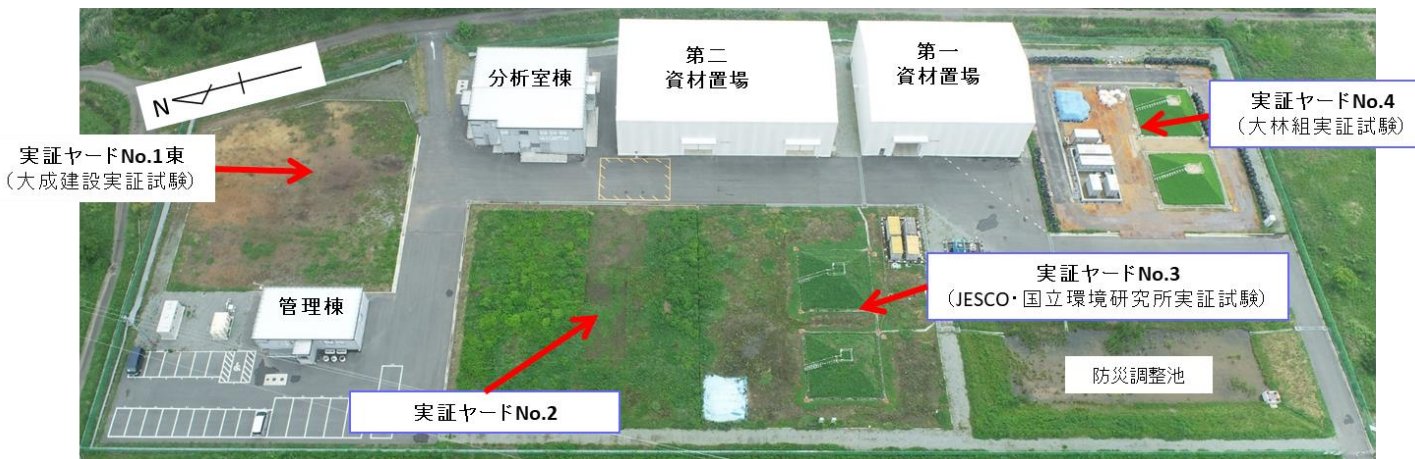 N
分析室棟
第二
資材置場
第一
資材置場
実証ヤードNo.4
(大林組実証試験)
実証ヤードNo.1東
(大成建設実証試験)
管理棟
実証ヤードNo.3
(JESCO・国立環境研究所実証試験)
実証ヤードNo.2
防災調整池